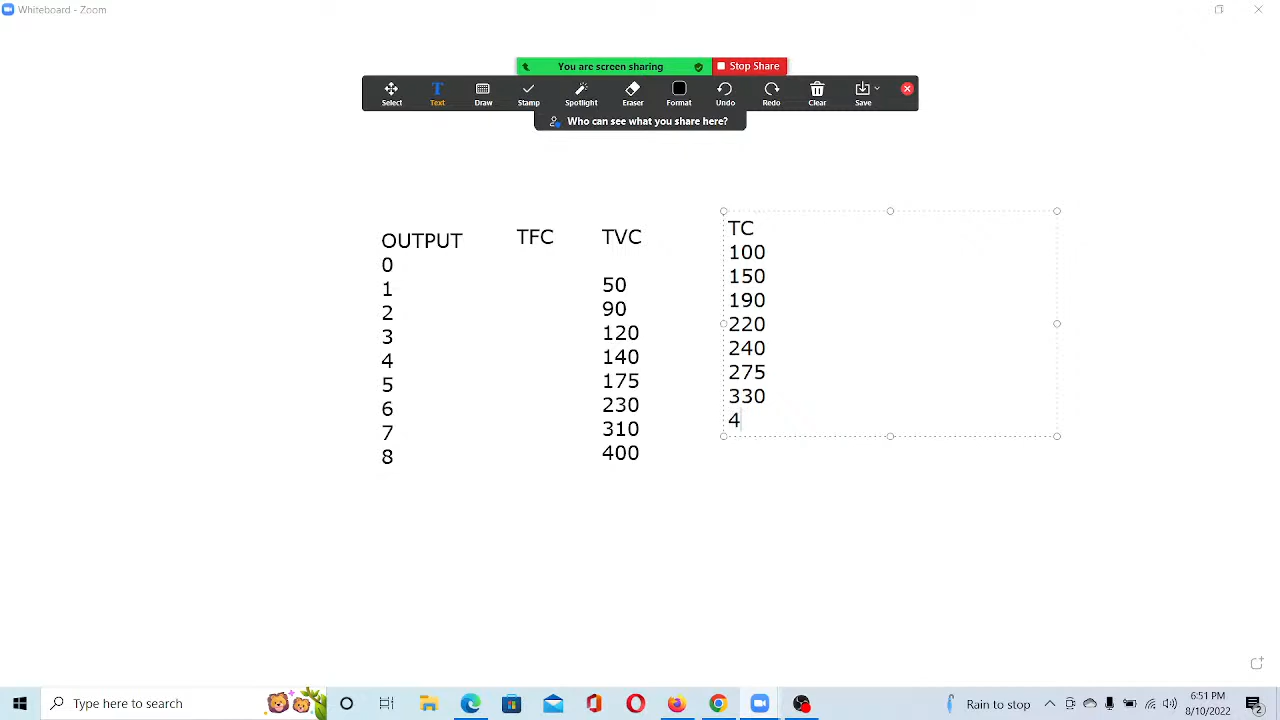 Whiteboard - Zoom
You are screen sharing
Stop Share
Select Text Draw Stamp Spotlight Eraser Format Undo Redo Clear Save
Who can see what you share here?
OUTPUT TFC TVC TC
0 100
1 50 150
2 90 190
3 120 220
4 140 240
5 175 275
6 230 330
7 310 4
8 400
Type here to search
Rain to stop
6:51 PM
8/10/2022
2